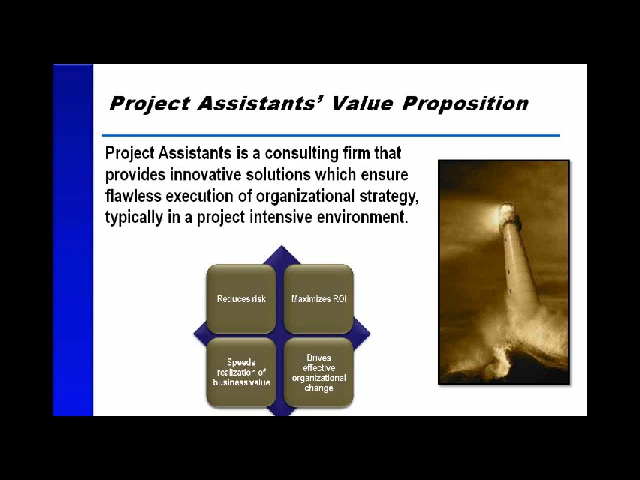 Project Assistants' Value Proposition
Project Assistants is a consulting firm that
provides innovative solutions which ensure
flawless execution of organizational strategy,
typically in a project intensive environment.
Reduces risk
Maximizes ROI
Speeds
realization of
business value
Drives
effective
organizational
change